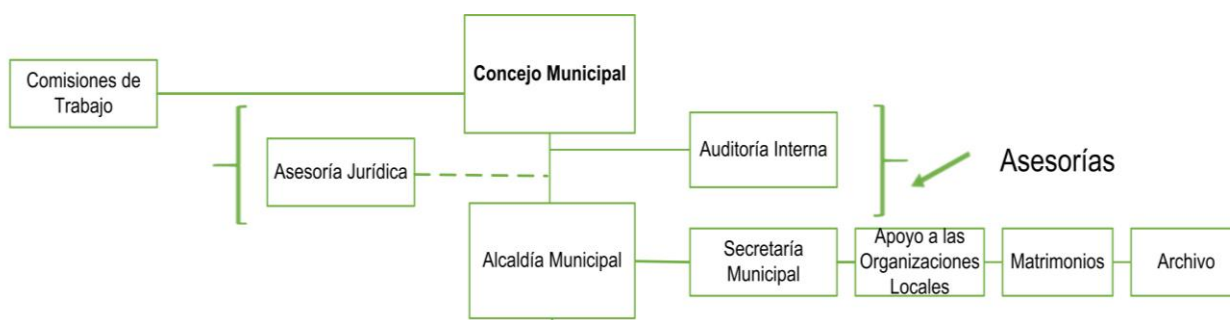 Concejo Municipal
Comisiones de
Trabajo
Auditoría Interna
Asesorías
Asesoría Jurídica
Alcaldía Municipal
Secretaría
Municipal
Apoyo a las
Organizaciones
Locales
Matrimonios
Archivo